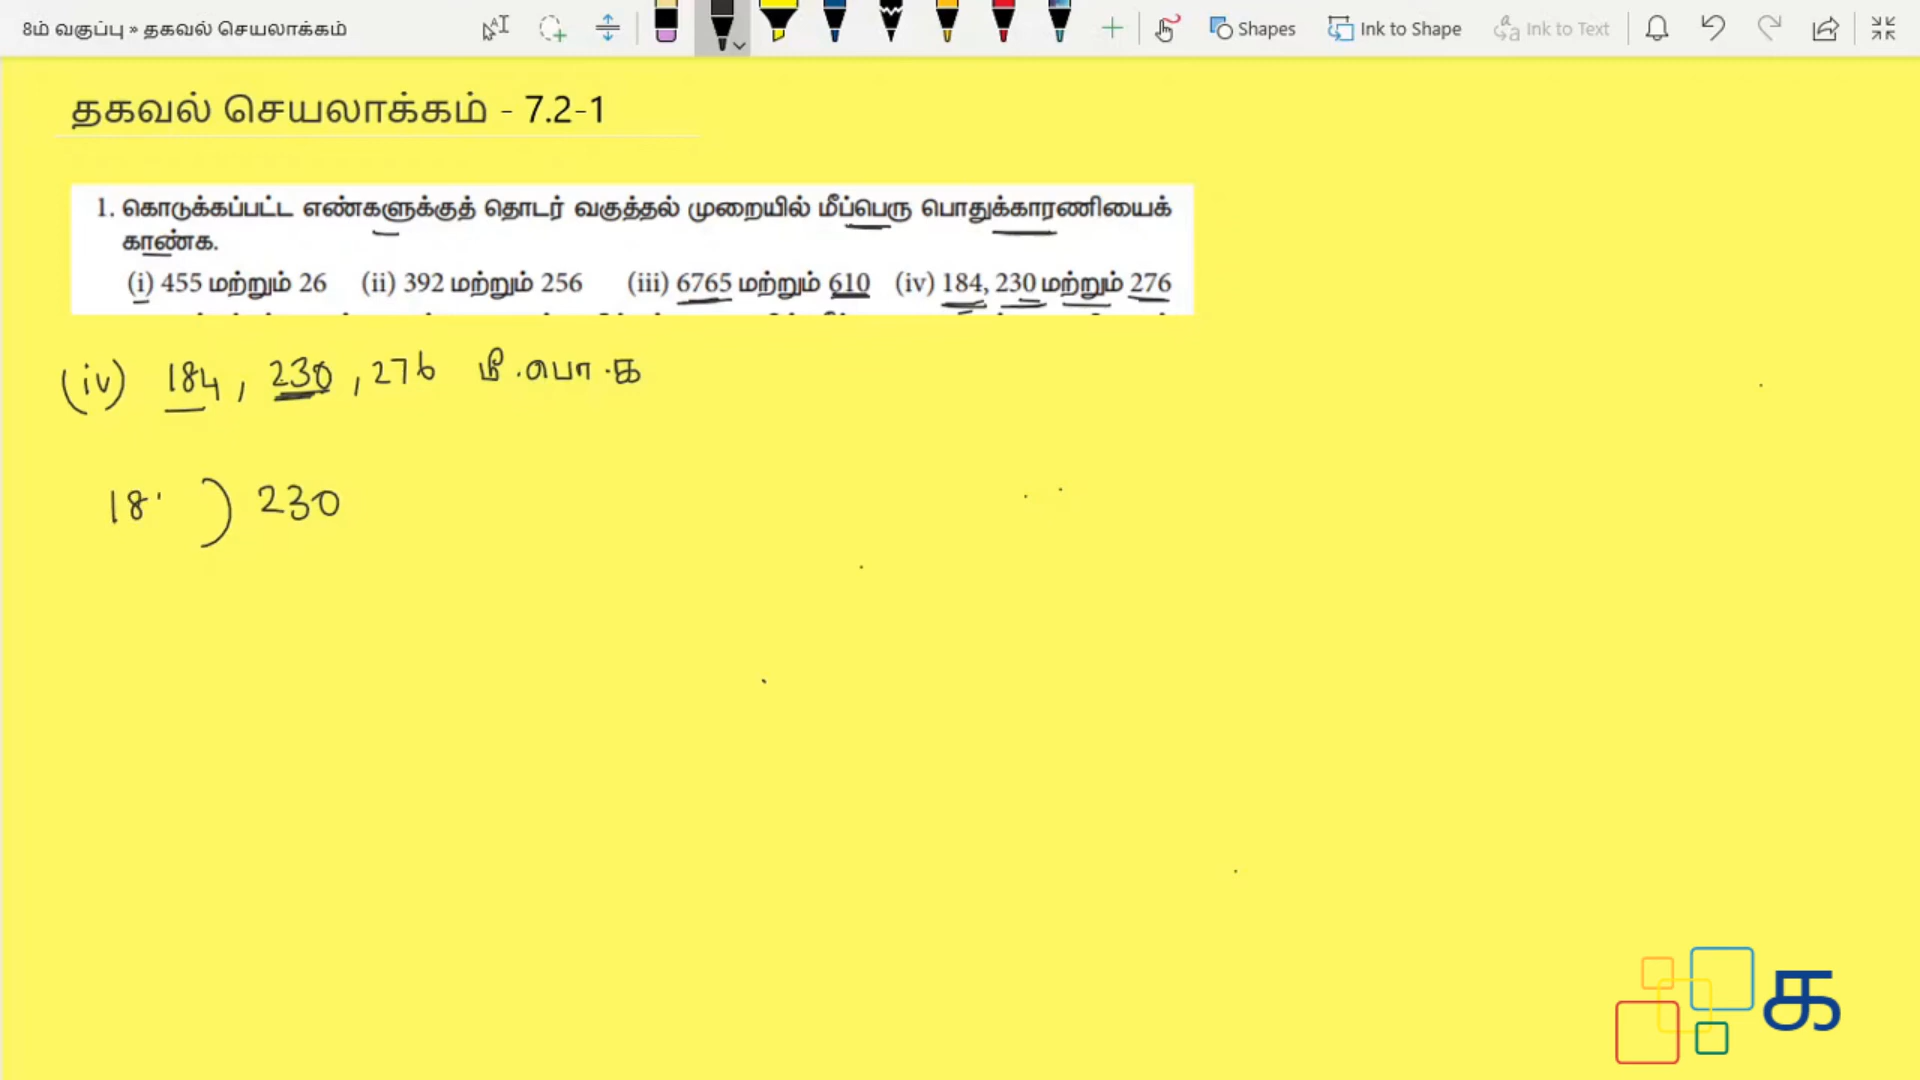 8ம் வகுப்பு » தகவல் செயலாக்கம்
Shapes
Ink to Shape
Ink to Text
தகவல் செயலாக்கம் - 7.2-1
1. கொடுக்கப்பட்ட எண்களுக்குத் தொடர் வகுத்தல் முறையில் மீப்பெரு பொதுக்காரணியைக்
காண்க.
(i) 455 மற்றும் 26 (ii) 392 மற்றும் 256 (iii) 6765 மற்றும் 610 (iv) 184, 230 மற்றும் 276
(iv) 184, 230, 276 மீ.பொ.க
18 ) 230
க